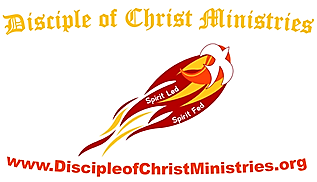 Disciple of Christ Ministries
Spirit Led
Spirit Fed
www.DiscipleofChristMinistries.org